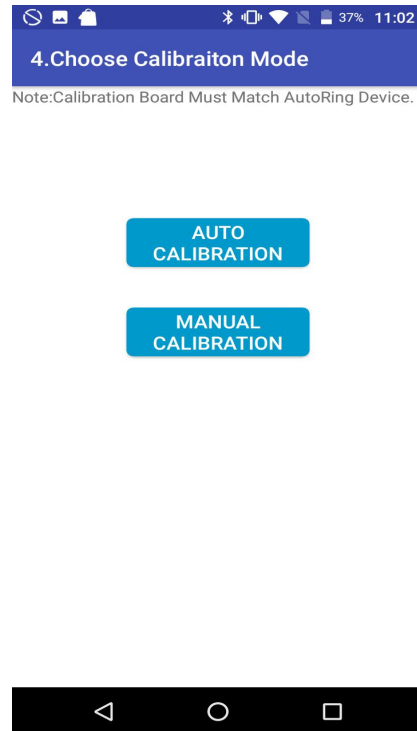 37% 11:02
4.Choose Calibraiton Mode
Note:Calibration Board Must Match AutoRing Device.
AUTO
CALIBRATION
MANUAL
CALIBRATION